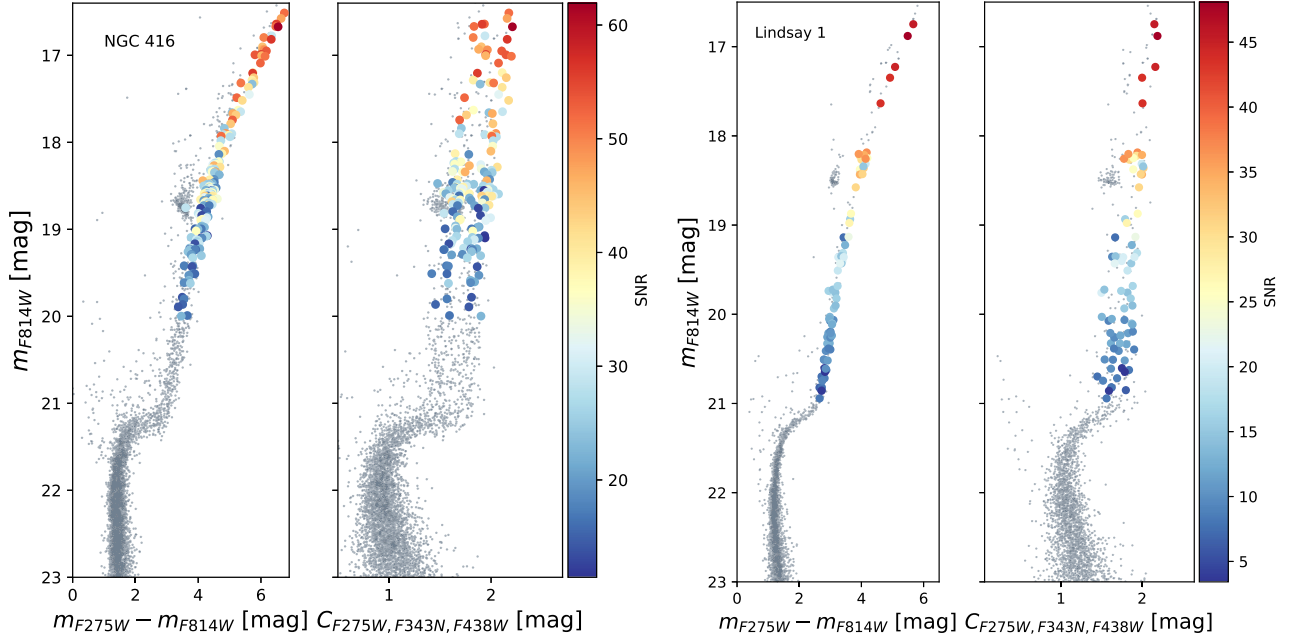 NGC 416
Lindsay 1
17
18
19
20
21
22
23
m_F814W [mag]
0 2 4 6
m_F275W − m_F814W [mag]
1 2
C_F275W, F343N, F438W [mag]
60
50
40
30
20
SNR
17
18
19
20
21
22
23
m_F814W [mag]
0 2 4 6
m_F275W − m_F814W [mag]
1 2
C_F275W, F343N, F438W [mag]
45
40
35
30
25
20
15
10
5
SNR